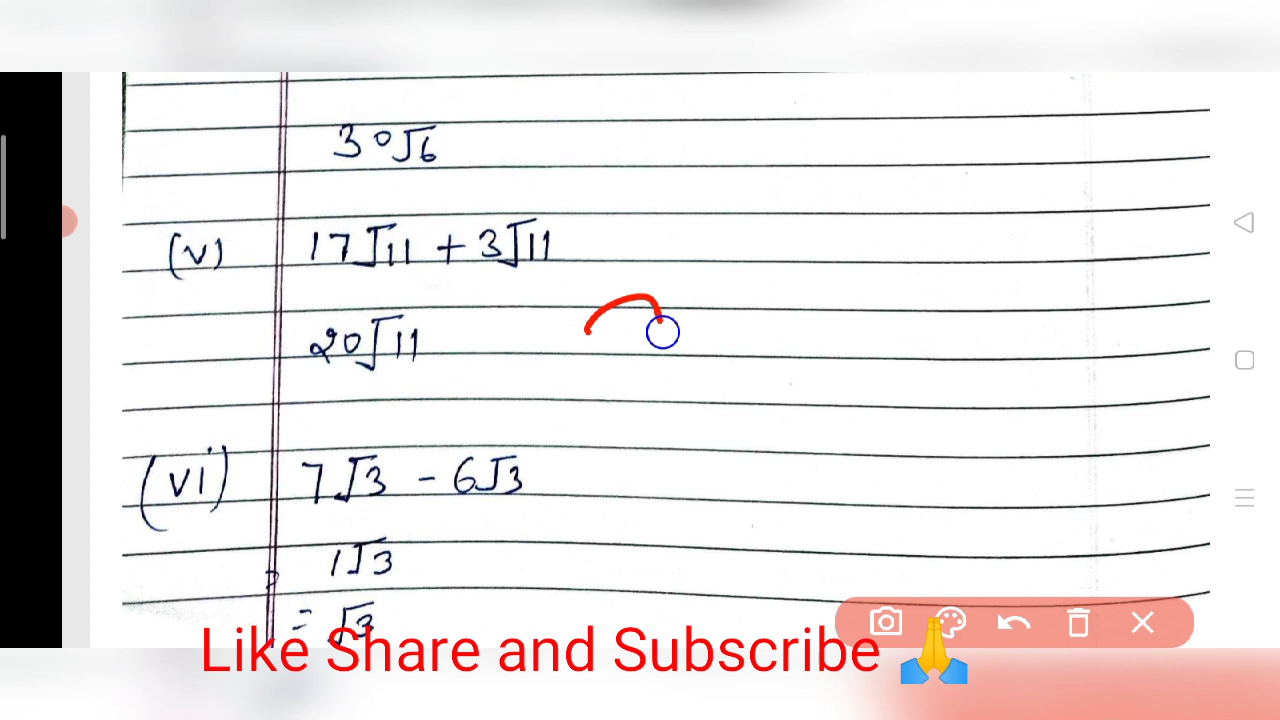 30√6
(v) 17√11 + 3√11
20√11
(vi) 7√3 - 6√3
1√3
= √3
Like Share and Subscribe 🙏